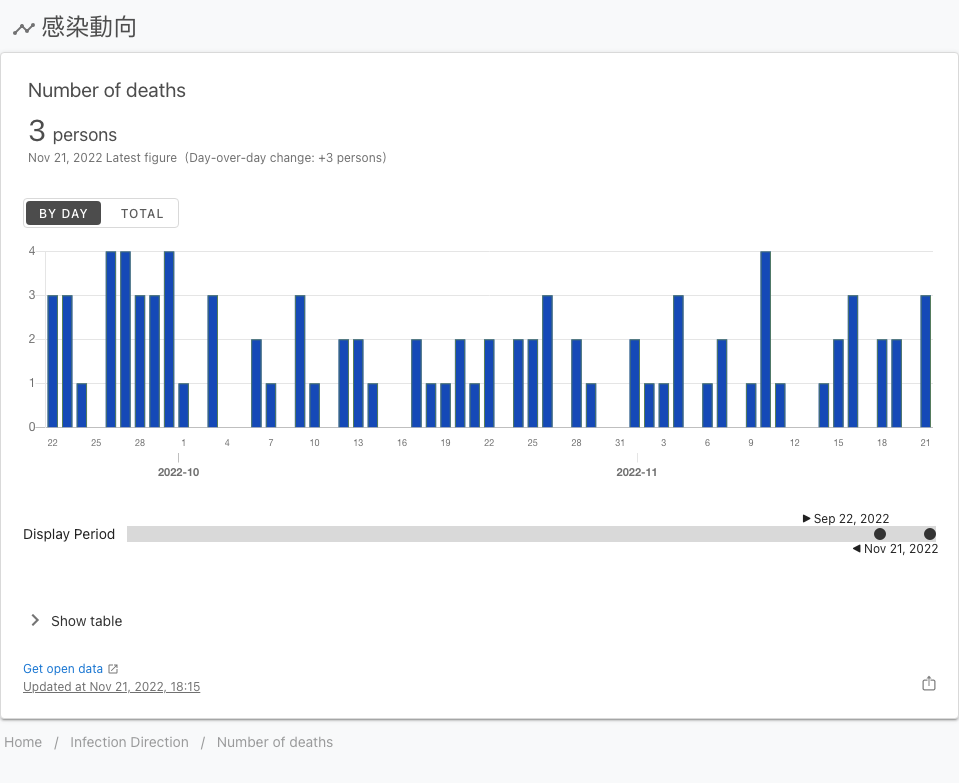 感染動向
Number of deaths
3 persons
Nov 21, 2022 Latest figure (Day-over-day change: +3 persons)
BY DAY TOTAL
4
3
2
1
0
22 25 28 1 4 7 10 13 16 19 22 25 28 31 3 6 9 12 15 18 21
2022-10 2022-11
Sep 22, 2022
Display Period
Nov 21, 2022
Show table
Get open data
Updated at Nov 21, 2022, 18:15
Home / Infection Direction / Number of deaths